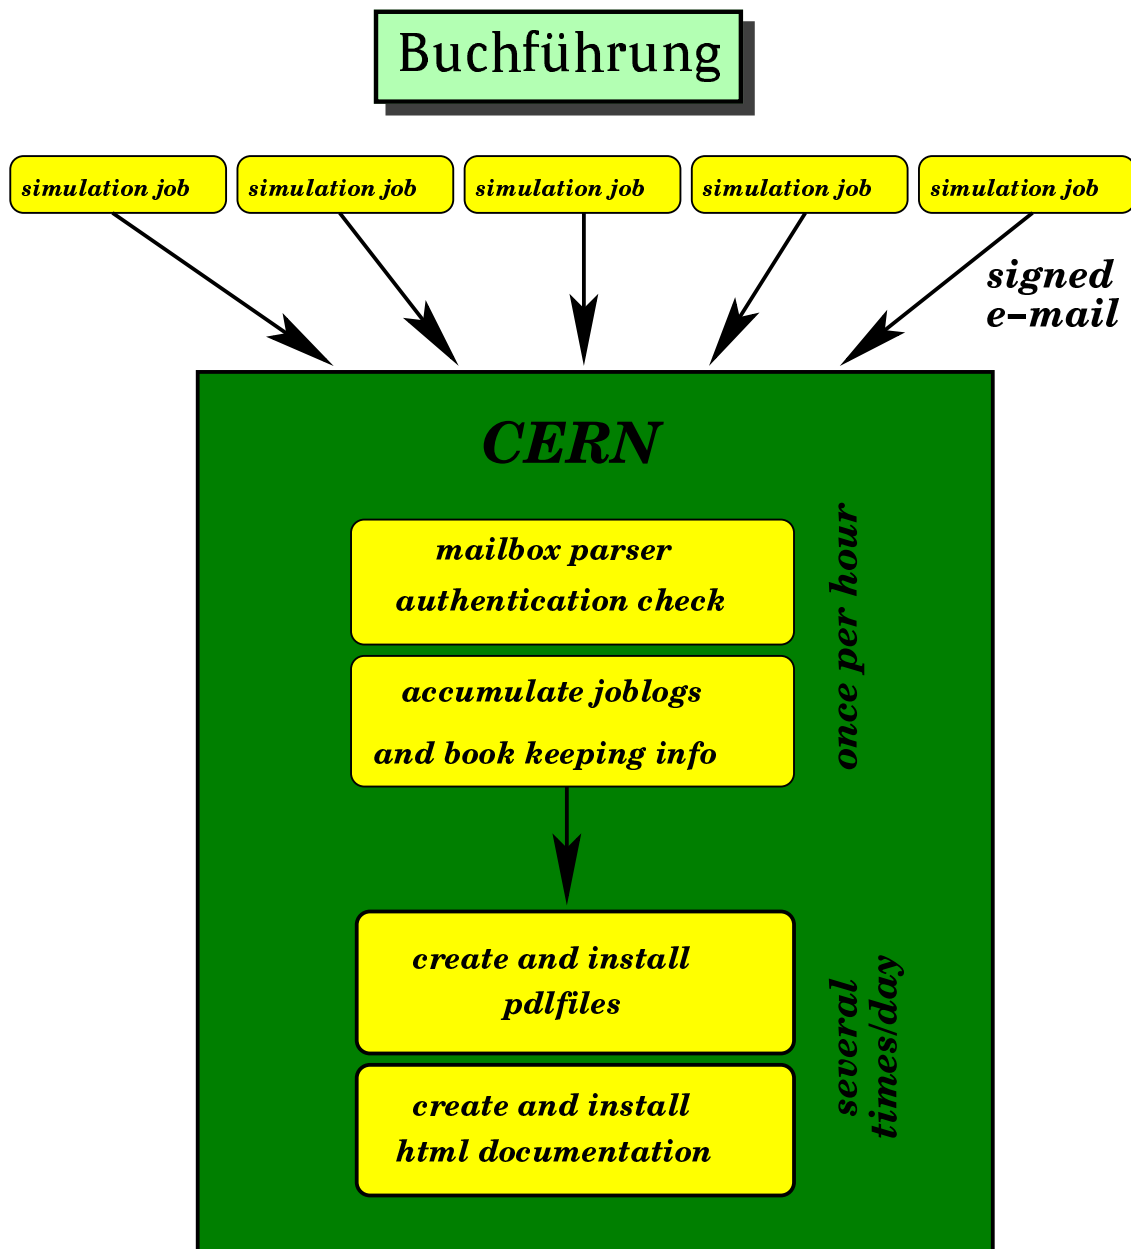 Buchführung
simulation job
simulation job
simulation job
simulation job
simulation job
signed
e-mail
CERN
mailbox parser
authentication check
once per hour
accumulate joblogs
and book keeping info
create and install
pdlfiles
several
times/day
create and install
html documentation